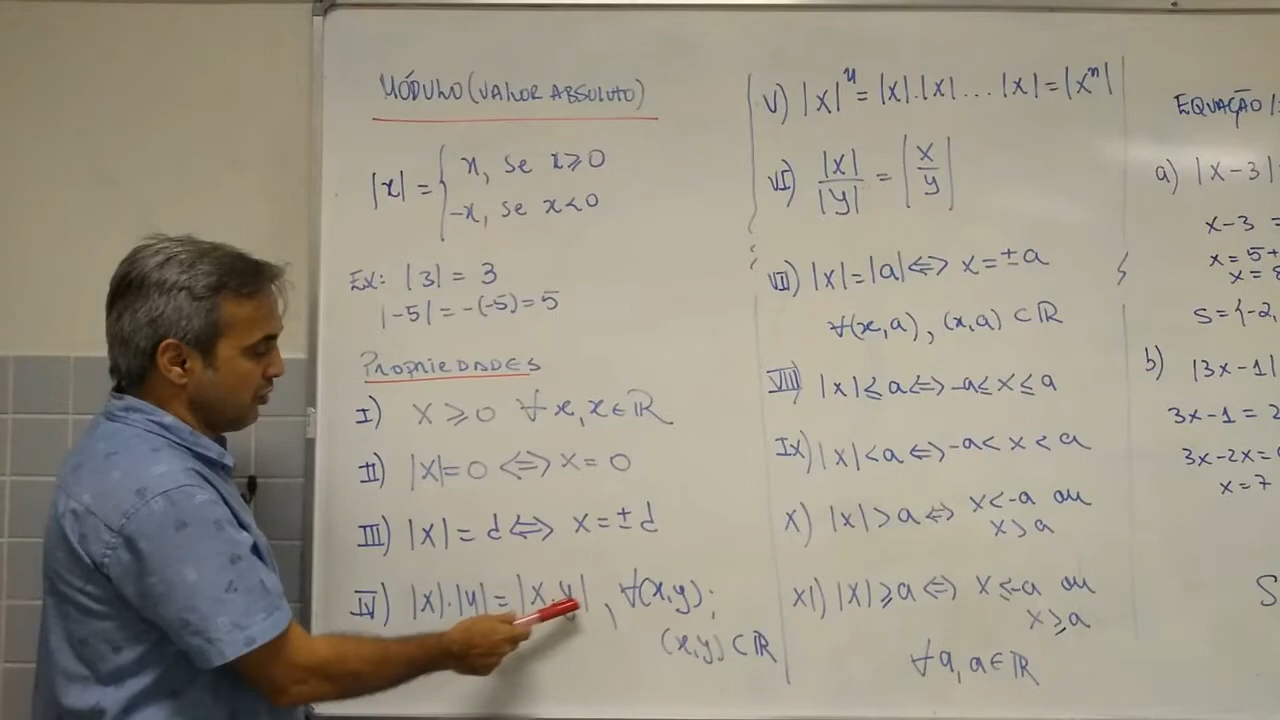 MÓDULO (VALOR ABSOLUTO)
|x| = { x, se x ≥ 0
-x, se x < 0
Ex: |3| = 3
|-5| = -(-5) = 5
PROPRIEDADES
I) X ≥ 0 ∀ x, x ∈ ℝ
II) |X| = 0 ⇔ X = 0
III) |X| = d ⇔ X = ± d
IV) |X|.|y| = |X.y| , ∀(x,y);
(x,y) ⊂ ℝ
V) |X|ⁿ = |X|.|X|... |X| = |Xⁿ|
VI) |X|/|Y| = |X/y|
VII) |X| = |a| ⇔ X = ± a
∀(x,a), (x,a) ⊂ ℝ
VIII) |X| ≤ a ⇔ -a ≤ X ≤ a
IX) |X| < a ⇔ -a < X < a
X) |X| > a ⇔ X < -a ou
X > a
XI) |X| ≥ a ⇔ X ≤ -a ou
X ≥ a
∀ a, a ∈ ℝ
EQUAÇÃO
a) |X-3|
X-3 =
X = 5+
X = 8
S = {-2,
b) |3X-1|
3X-1 = 2
3X-2X =
X = 7
S